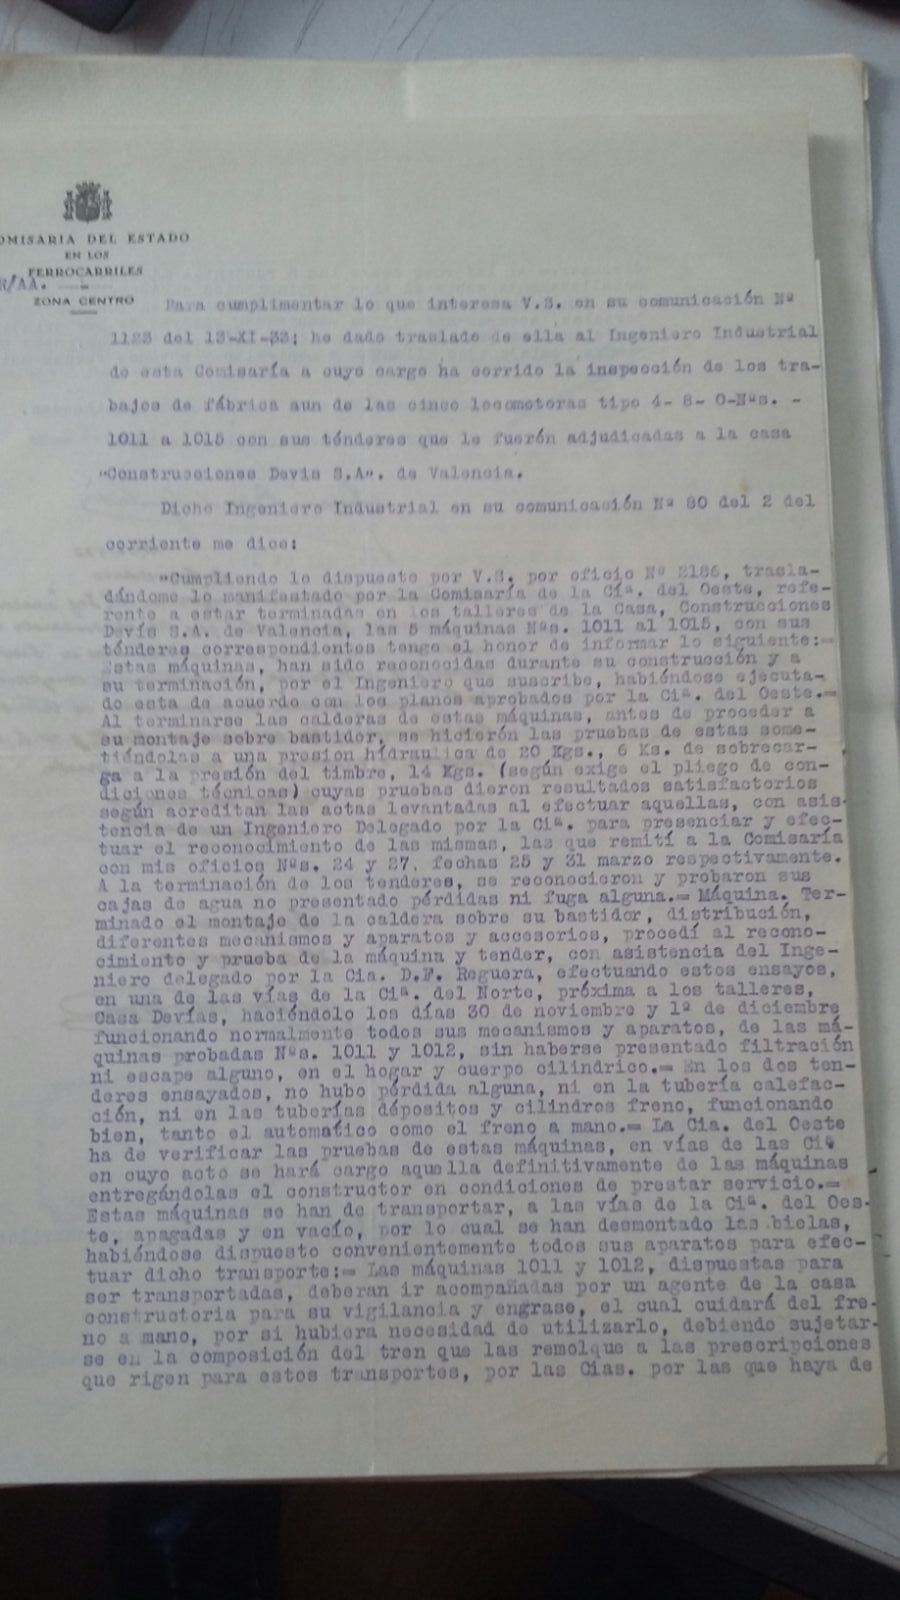 OMISARIA DEL ESTADO
EN LOS
FERROCARRILES
R/AA.
ZONA CENTRO
Para cumplimentar lo que interesa V.S. en su comunicación Nº
1123 del 13-XI-33; he dado traslado de ella al Ingeniero Industrial
de esta Comisaría a cuyo cargo ha corrido la inspección de los tra-
bajos de fábrica aun de las cinco locomotoras tipo 4- 8- 0-Nºs. -
1011 a 1015 con sus ténderes que le fuerón adjudicadas a la casa
"Construcciones Devis S.A". de Valencia.
Dicho Ingeniero Industrial en su comunicación Nº 80 del 2 del
corriente me dice:
"Cumpliendo lo dispuesto por V.S. por oficio Nº 2186, trasla-
dándome lo manifestado por la Comisaría de la Ciª. del Oeste, refe-
rente a estar terminadas en los talleres de la Casa, Construcciones
Devís S.A. de Valencia, las 5 máquinas Nºs. 1011 al 1015, con sus
ténderes correspondientes tengo el honor de informar lo siguiente:=
Estas máquinas, han sido reconocidas durante su construcción y a
su terminación, por el Ingeniero que suscribe, habiéndose ejecuta-
do esta de acuerdo con los planos aprobados por la Ciª. del Oeste.=
Al terminarse las calderas de estas máquinas, antes de proceder a
su montaje sobre bastidor, se hicierón las pruebas de estas some-
tiéndolas a una presion hídraulica de 20 Kgs., 6 Ks. de sobrecar-
ga a la presión del timbre, 14 Kgs. (según exige el pliego de con-
diciones técnicas) cuyas pruebas dieron resultados satisfactorios
según acreditan las actas levantadas al efectuar aquellas, con asis-
tencia de un Ingeniero Delegado por la Ciª. para presenciar y efec-
tuar el reconocimiento de las mismas, las que remití a la Comisaría
con mis oficios Nºs. 24 y 27, fechas 25 y 31 marzo respectivamente.
A la terminación de los tenderes, se reconocieron y probaron sus
cajas de agua no presentado pérdidas ni fuga alguna.= Máquina. Ter-
minado el montaje de la caldera sobre su bastidor, distribución,
diferentes mecanismos y aparatos y accesorios, procedí al recono-
cimiento y prueba de la máquina y tender, con asistencia del Inge-
niero delegado por la Cia. D.F. Reguera, efectuando estos ensayos,
en una de las vías de la Ciª. del Norte, próxima a los talleres,
Casa Devías, haciéndolo los días 30 de noviembre y 1º de diciembre
funcionando normalmente todos sus mecanismos y aparatos, de las má-
quinas probadas Nºs. 1011 y 1012, sin haberse presentado filtración
ni escape alguno, en el hogar y cuerpo cilíndrico.= En los dos ten-
deres ensayados, no hubo pérdida alguna, ni en la tubería calefac-
ción, ni en las tuberías dépositos y cilindros freno, funcionando
bien, tanto el automatico como el freno a mano.= La Cia. del Oeste
ha de verificar las pruebas de estas máquinas, en vías de las Ciª
en cuyo acto se hará cargo aquella definitivamente de las máquinas
entregándolas el constructor en condiciones de prestar servicio.=
Estas máquinas se han de transportar, a las vías de la Ciª. del Oes-
te, apagadas y en vacío, por lo cual se han desmontado las bielas,
habiéndose dispuesto convenientemente todos sus aparatos para efec-
tuar dicho transporte:= Las máquinas 1011 y 1012, dispuestas para
ser transportadas, deberan ir acompañadas por un agente de la casa
constructoria para su vigilancia y engrase, el cual cuidará del fre-
no a mano, por si hubiera necesidad de utilizarlo, debiendo sujetar-
se en la composición del tren que las remolque a las prescripciones
que rigen para estos transportes, por las Cias. por las que haya de